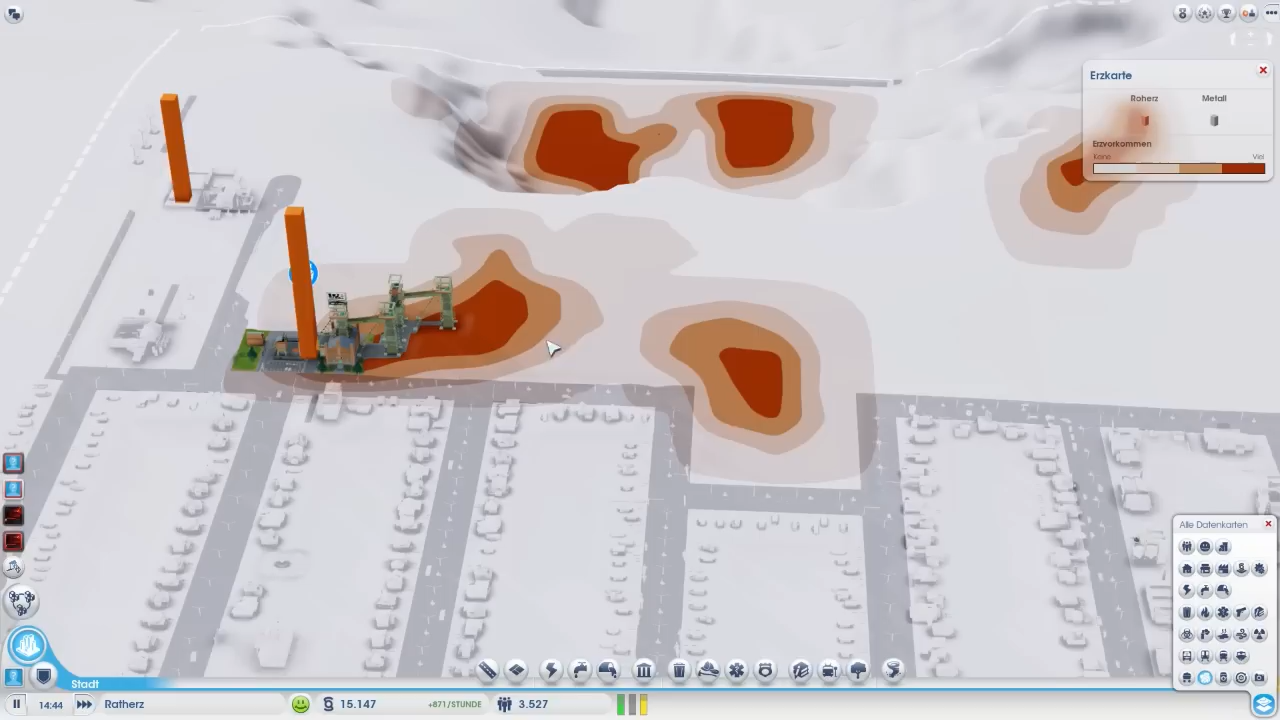 Erzkarte
Roherz Metall
Erzvorkommen
Keine Viel
Alle Datenkarten
Stadt
14:44 Ratherz 15.147 +871/STUNDE 3.527